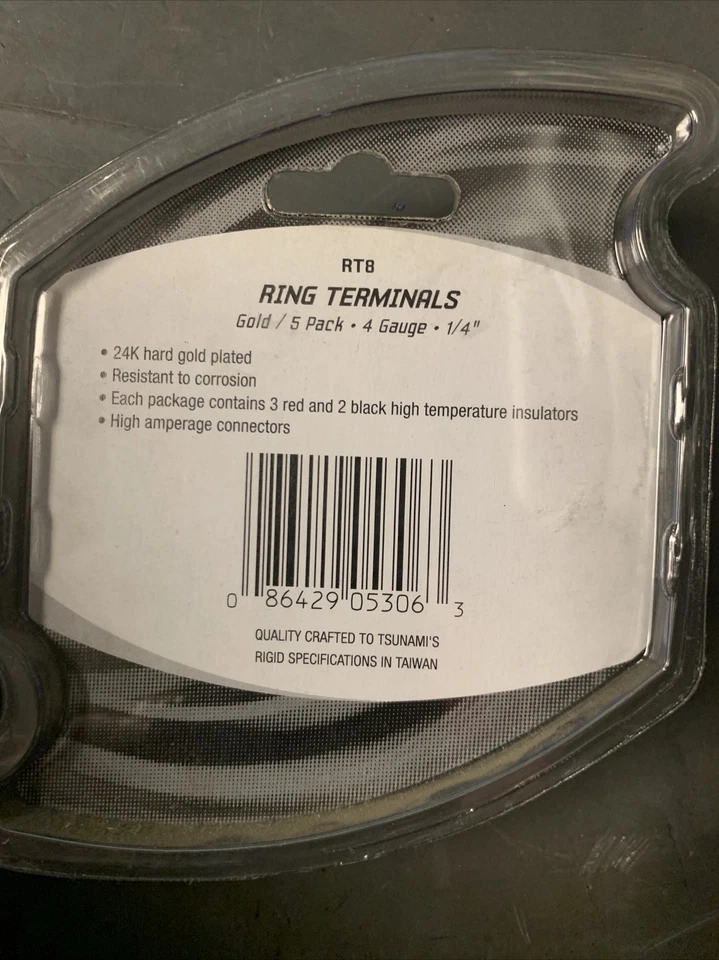 RT8
RING TERMINALS
Gold / 5 Pack • 4 Gauge • 1/4"
• 24K hard gold plated
• Resistant to corrosion
• Each package contains 3 red and 2 black high temperature insulators
• High amperage connectors
0 86429 05306 3
QUALITY CRAFTED TO TSUNAMI'S
RIGID SPECIFICATIONS IN TAIWAN